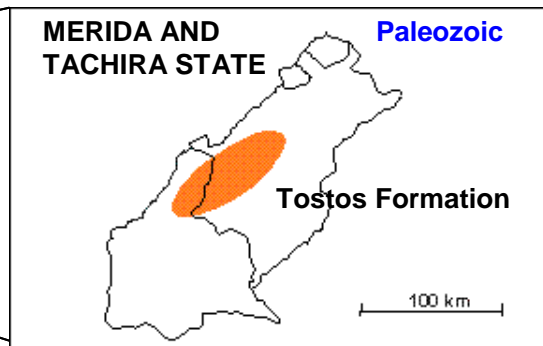 MERIDA AND
TACHIRA STATE
Paleozoic
Tostos Formation
100 km